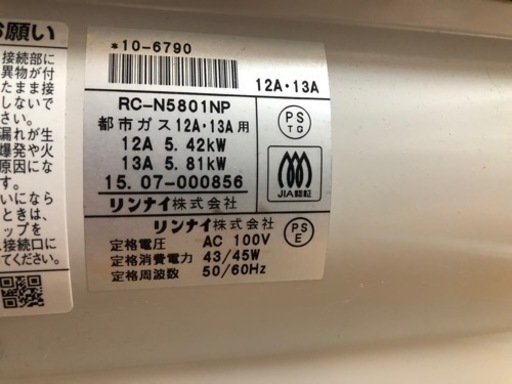 お願い
接続部に
異物が付
たまま接
しないで
ださい。
漏れが生
爆発や火
原因にな
す。
いになら
ときは、
ップを
接続口に
てください。
*10-6790
12A・13A
RC-N5801NP
都市ガス12A・13A用
12A 5.42kW
13A 5.81kW
15.07-000856
リンナイ株式会社
PS
TG
JIA認証
リンナイ株式会社
定格電圧 AC 100V
定格消費電力 43/45W
定格周波数 50/60Hz
PS
E